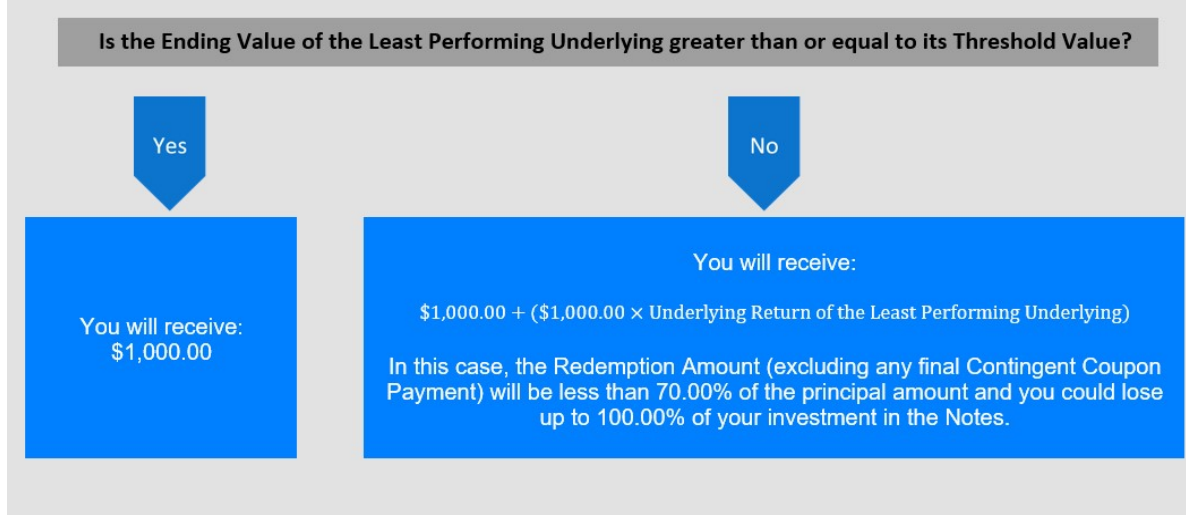 Is the Ending Value of the Least Performing Underlying greater than or equal to its Threshold Value?
Yes
No
You will receive:
$1,000.00
You will receive:
$1,000.00 + ($1,000.00 × Underlying Return of the Least Performing Underlying)
In this case, the Redemption Amount (excluding any final Contingent Coupon
Payment) will be less than 70.00% of the principal amount and you could lose
up to 100.00% of your investment in the Notes.